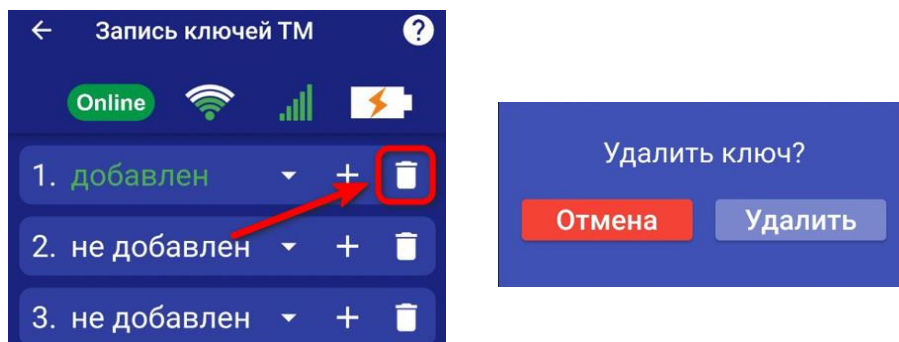 Запись ключей ТМ
?
Online
1. добавлен
2. не добавлен
3. не добавлен
Удалить ключ?
Отмена Удалить